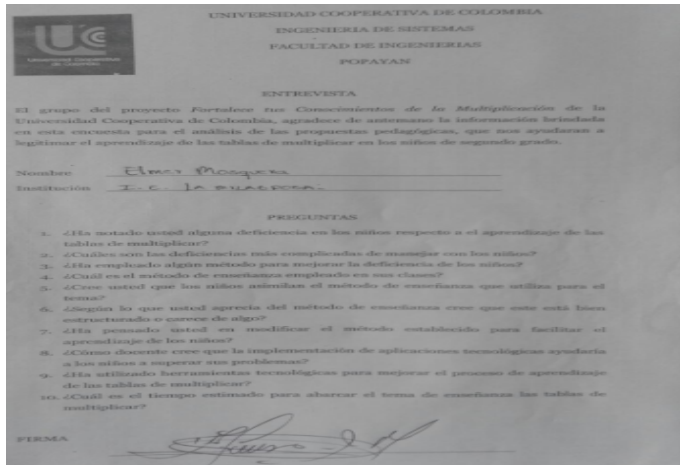 UNIVERSIDAD COOPERATIVA DE COLOMBIA
INGENIERIA DE SISTEMAS
FACULTAD DE INGENIERIAS
POPAYAN
UCC
Universidad Cooperativa
de Colombia
ENTREVISTA
El grupo del proyecto Fortalece tus Conocimientos de la Multiplicación de la
Universidad Cooperativa de Colombia, agradece de antemano la información brindada
en esta encuesta para el análisis de las propuestas pedagógicas, que nos ayudaran a
legitimar el aprendizaje de las tablas de multiplicar en los niños de segundo grado.
Nombre Elmer Mosquera
Institución I. E. La
PREGUNTAS
1. ¿Ha notado usted alguna deficiencia en los niños respecto a el aprendizaje de las
tablas de multiplicar?
2. ¿Cuáles son las deficiencias más complicadas de manejar con los niños?
3. ¿Ha empleado algún método para mejorar la deficiencia de los niños?
4. ¿Cuál es el método de enseñanza empleado en sus clases?
5. ¿Cree usted que los niños asimilan el método de enseñanza que utiliza para el
tema?
6. ¿Según lo que usted aprecia del método de enseñanza cree que este está bien
estructurado o carece de algo?
7. ¿Ha pensado usted en modificar el método establecido para facilitar el
aprendizaje de los niños?
8. ¿Cómo docente cree que la implementación de aplicaciones tecnológicas ayudaría
a los niños a superar sus problemas?
9. ¿Ha utilizado herramientas tecnológicas para mejorar el proceso de aprendizaje
de las tablas de multiplicar?
10. ¿Cuál es el tiempo estimado para abarcar el tema de enseñanza las tablas de
multiplicar?
FIRMA